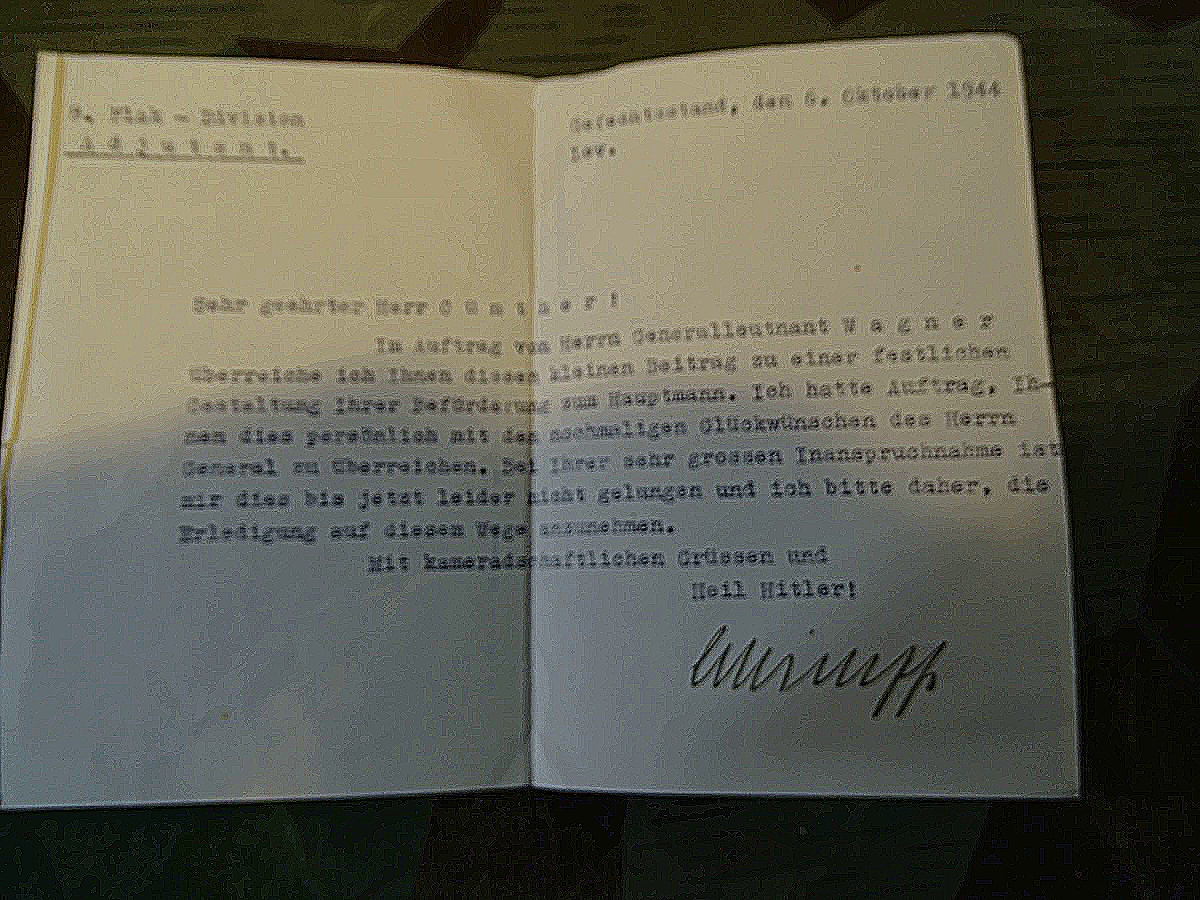 Flak - Division
A d j u t a n t.
Gefechtsstand, den 6. Oktober 1944
Sehr geehrter Herr G ü n t h e r !
Im Auftrag von Herrn Generalleutnant W a g n e r
überreiche ich Ihnen diesen kleinen Beitrag zu einer festlichen
Gestaltung Ihrer Beförderung zum Hauptmann. Ich hatte Auftrag, Ih-
nen dies persönlich mit den nochmaligen Glückwünschen des Herrn
General zu überreichen. Bei Ihrer sehr grossen Inanspruchnahme ist
mir dies bis jetzt leider nicht gelungen und ich bitte daher, die
Erledigung auf diesem Wege anzunehmen.
Mit kameradschaftlichen Grüssen und
Heil Hitler!